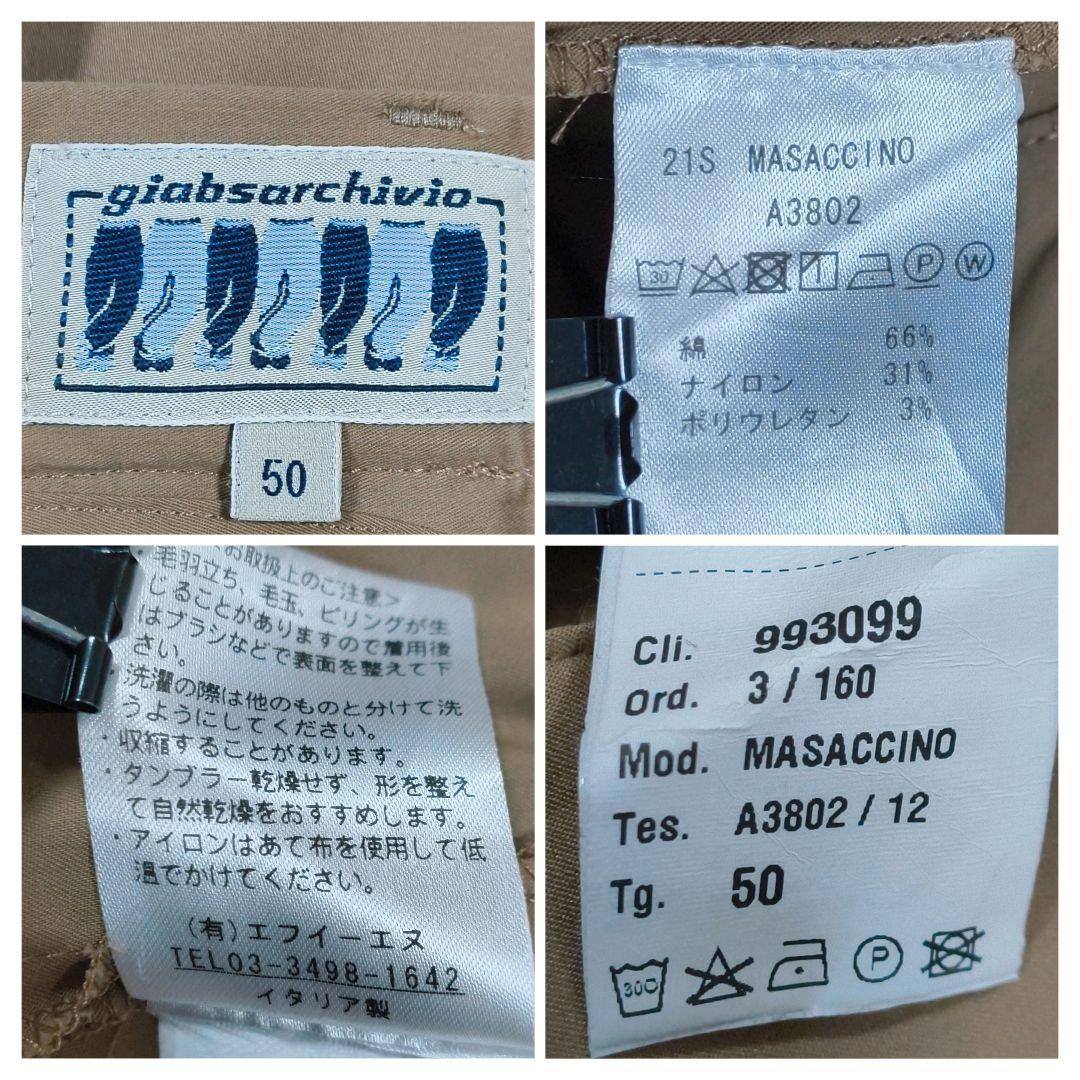 giabsarchivio
50
21S MASACCINO
A3802
30
P W
綿 66%
ナイロン 31%
ポリウレタン 3%
お取扱上のご注意>
・毛羽立ち、毛玉、ピリングが生
じることがありますので着用後
はブラシなどで表面を整えて下
さい。
・洗濯の際は他のものと分けて洗
うようにしてください。
・収縮することがあります。
・タンブラー乾燥せず、形を整え
て自然乾燥をおすすめします。
・アイロンはあて布を使用して低
温でかけてください。
(有)エフイーエヌ
TEL03-3498-1642
イタリア製
Cli. 993099
Ord. 3 / 160
Mod. MASACCINO
Tes. A3802 / 12
Tg. 50
30C P